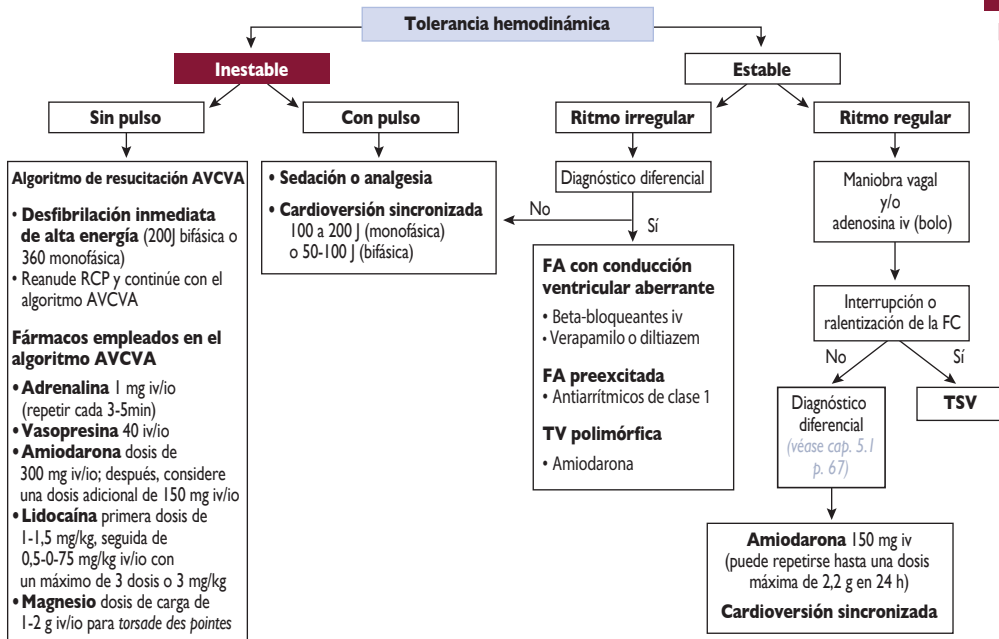 Tolerancia hemodinámica
Inestable
Estable
Sin pulso
Con pulso
Ritmo irregular
Ritmo regular
Algoritmo de resucitación AVCVA
• Desfibrilación inmediata
de alta energía (200J bifásica o
360 monofásica)
• Reanude RCP y continúe con el
algoritmo AVCVA
Fármacos empleados en el
algoritmo AVCVA
• Adrenalina 1 mg iv/io
(repetir cada 3-5min)
• Vasopresina 40 iv/io
• Amiodarona dosis de
300 mg iv/io; después, considere
una dosis adicional de 150 mg iv/io
• Lidocaína primera dosis de
1-1,5 mg/kg, seguida de
0,5-0-75 mg/kg iv/io con
un máximo de 3 dosis o 3 mg/kg
• Magnesio dosis de carga de
1-2 g iv/io para torsade des pointes
• Sedación o analgesia
• Cardioversión sincronizada
100 a 200 J (monofásica)
o 50-100 J (bifásica)
Diagnóstico diferencial
No
Sí
FA con conducción
ventricular aberrante
• Beta-bloqueantes iv
• Verapamilo o diltiazem
FA preexcitada
• Antiarrítmicos de clase 1
TV polimórfica
• Amiodarona
Maniobra vagal
y/o
adenosina iv (bolo)
Interrupción o
ralentización de la FC
No
Sí
Diagnóstico
diferencial
(véase cap. 5.1
p. 67)
TSV
Amiodarona 150 mg iv
(puede repetirse hasta una dosis
máxima de 2,2 g en 24 h)
Cardioversión sincronizada